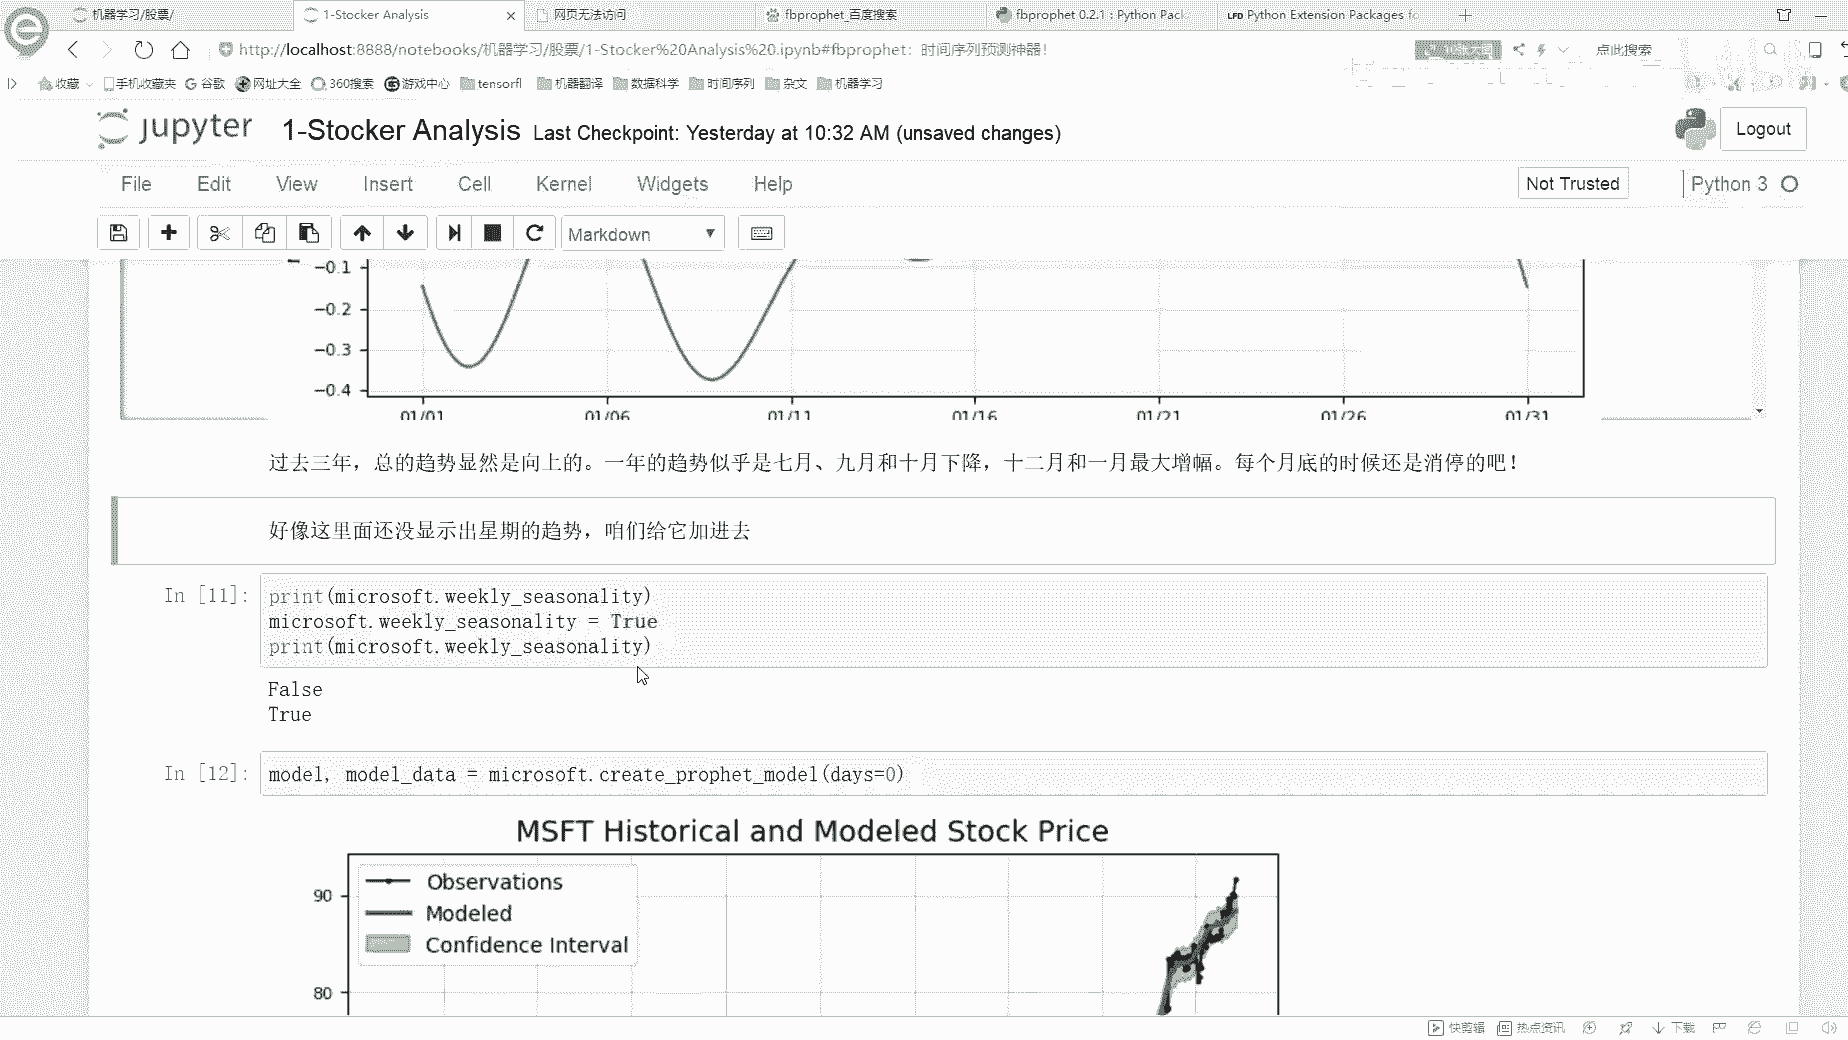 机器学习/股票/
1-Stocker Analysis
网页无法访问
fbprophet_百度搜索
fbprophet 0.2.1 : Python Pack
LFD Python Extension Packages fo
http://localhost:8888/notebooks/机器学习/股票/1-Stocker%20Analysis%20.ipynb#fbprophet：时间序列预测神器！
点此搜索
收藏 手机收藏夹 谷歌 网址大全 360搜索 游戏中心 tensorfl 机器翻译 数据科学 时间序列 杂文 机器学习
jupyter 1-Stocker Analysis Last Checkpoint: Yesterday at 10:32 AM (unsaved changes)
Logout
File Edit View Insert Cell Kernel Widgets Help
Not Trusted
Python 3
Markdown
-0.1
-0.2
-0.3
-0.4
01/01 01/06 01/11 01/16 01/21 01/26 01/31
过去三年，总的趋势显然是向上的。一年的趋势似乎是七月、九月和十月下降，十二月和一月最大增幅。每个月底的时候还是消停的吧！
好像这里面还没显示出星期的趋势，咱们给它加进去
In [11]:
print(microsoft.weekly_seasonality)
microsoft.weekly_seasonality = True
print(microsoft.weekly_seasonality)
False
True
In [12]:
model, model_data = microsoft.create_prophet_model(days=0)
MSFT Historical and Modeled Stock Price
Observations
Modeled
Confidence Interval
90
80
快剪辑 热点资讯 下载